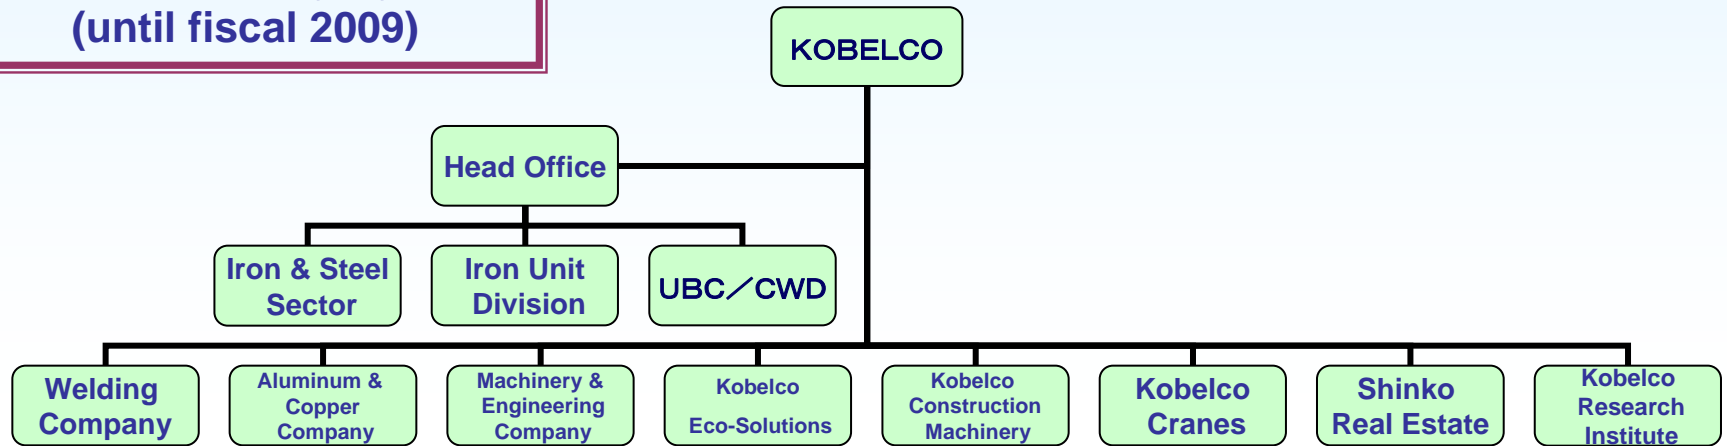 (until fiscal 2009)
KOBELCO
Head Office
Iron & Steel
Sector
Iron Unit
Division
UBC／CWD
Welding
Company
Aluminum &
Copper
Company
Machinery &
Engineering
Company
Kobelco
Eco-Solutions
Kobelco
Construction
Machinery
Kobelco
Cranes
Shinko
Real Estate
Kobelco
Research
Institute